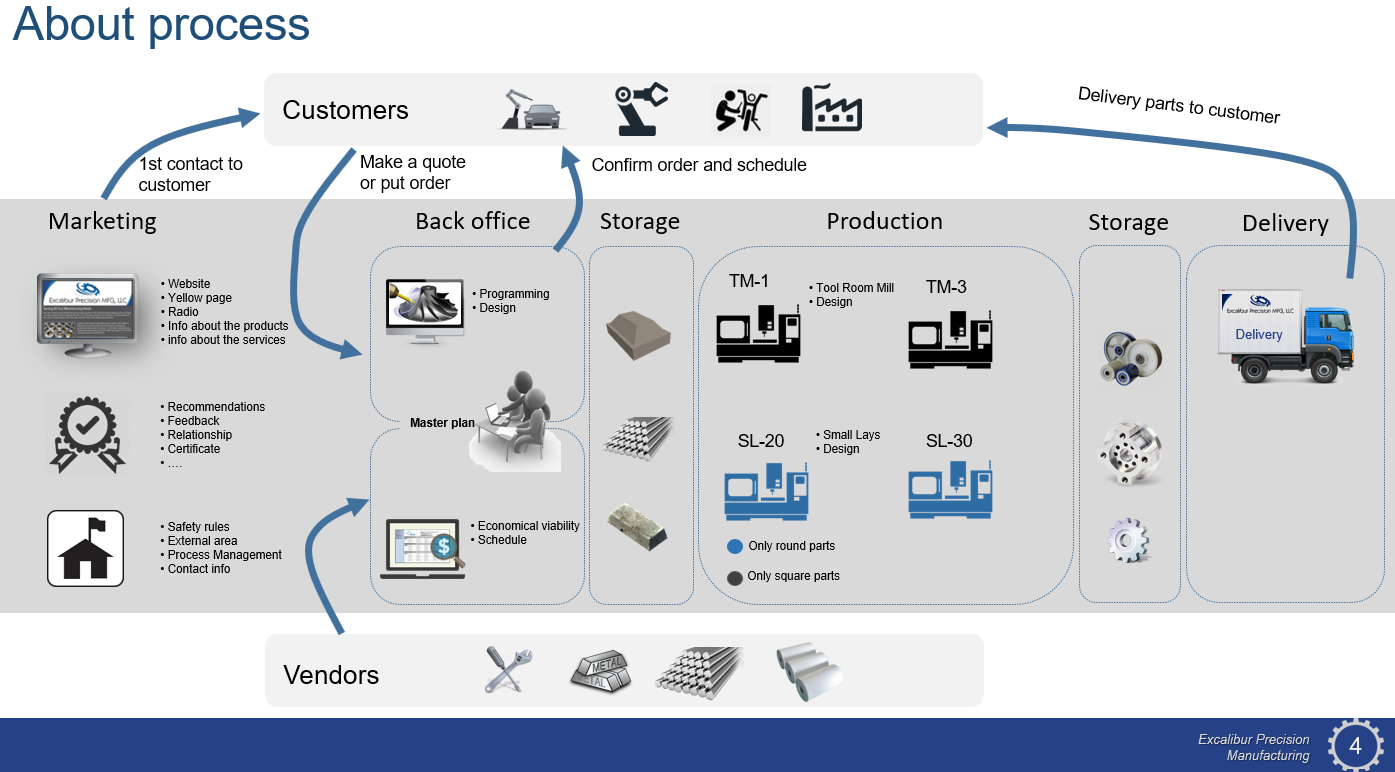 About process
Customers
Delivery parts to customer
1st contact to
customer
Make a quote
or put order
Confirm order and schedule
Marketing
Back office
Storage
Production
Storage
Delivery
Excalibur Precision MFG, LLC
• Website
• Yellow page
• Radio
• Info about the products
• info about the services
• Recommendations
• Feedback
• Relationship
• Certificate
• ....
• Safety rules
• External area
• Process Management
• Contact info
• Programming
• Design
Master plan
$
• Economical viability
• Schedule
TM-1
• Tool Room Mill
• Design
TM-3
SL-20
• Small Lays
• Design
SL-30
Only round parts
Only square parts
Excalibur Precision MFG, LLC
Delivery
Vendors
METAL
METAL
Excalibur Precision
Manufacturing
4